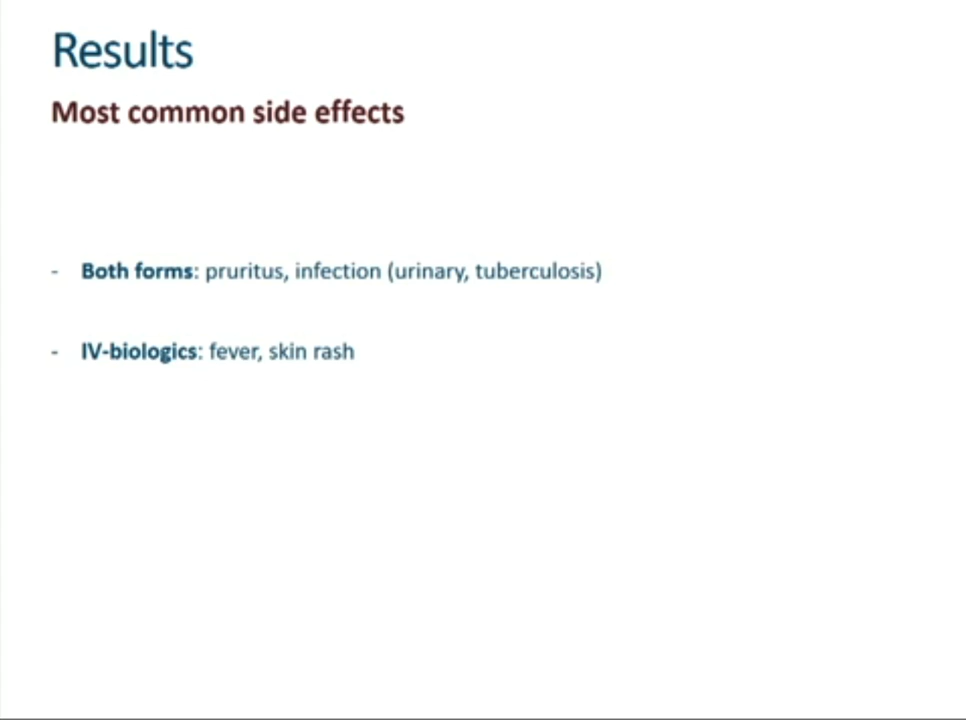 Results
Most common side effects
- Both forms: pruritus, infection (urinary, tuberculosis)
- IV-biologics: fever, skin rash